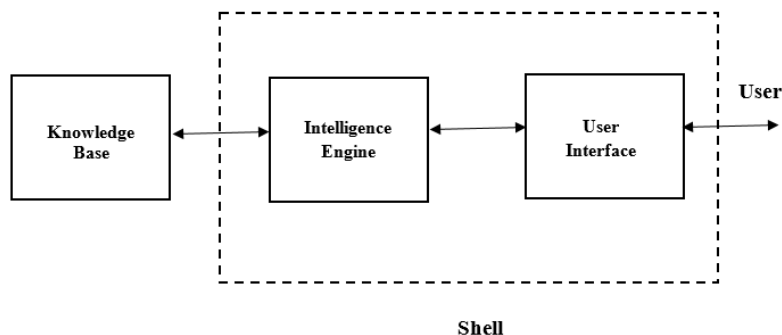 User
Knowledge
Base
Intelligence
Engine
User
Interface
Shell